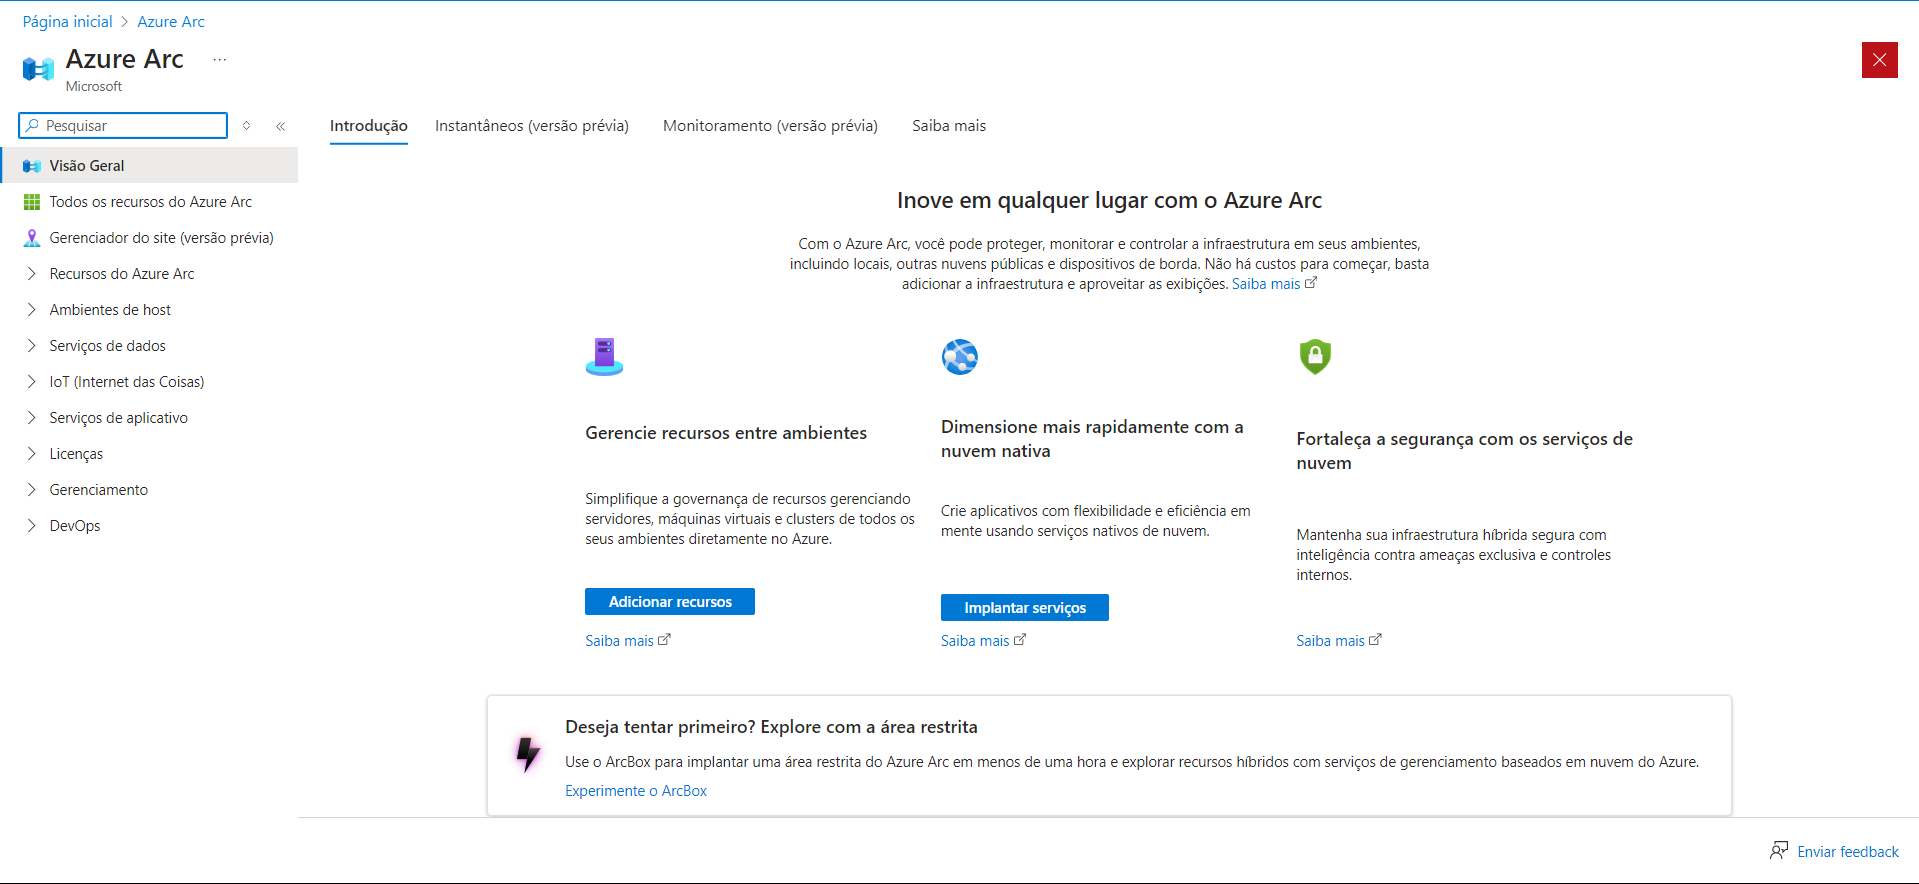 Página inicial > Azure Arc
Azure Arc ...
Microsoft
Pesquisar
Visão Geral
Todos os recursos do Azure Arc
Gerenciador do site (versão prévia)
Recursos do Azure Arc
Ambientes de host
Serviços de dados
IoT (Internet das Coisas)
Serviços de aplicativo
Licenças
Gerenciamento
DevOps
Introdução
Instantâneos (versão prévia)
Monitoramento (versão prévia)
Saiba mais
Inove em qualquer lugar com o Azure Arc
Com o Azure Arc, você pode proteger, monitorar e controlar a infraestrutura em seus ambientes,
incluindo locais, outras nuvens públicas e dispositivos de borda. Não há custos para começar, basta
adicionar a infraestrutura e aproveitar as exibições. Saiba mais
Gerencie recursos entre ambientes
Simplifique a governança de recursos gerenciando
servidores, máquinas virtuais e clusters de todos os
seus ambientes diretamente no Azure.
Adicionar recursos
Saiba mais
Dimensione mais rapidamente com a
nuvem nativa
Crie aplicativos com flexibilidade e eficiência em
mente usando serviços nativos de nuvem.
Implantar serviços
Saiba mais
Fortaleça a segurança com os serviços de
nuvem
Mantenha sua infraestrutura híbrida segura com
inteligência contra ameaças exclusiva e controles
internos.
Saiba mais
Deseja tentar primeiro? Explore com a área restrita
Use o ArcBox para implantar uma área restrita do Azure Arc em menos de uma hora e explorar recursos híbridos com serviços de gerenciamento baseados em nuvem do Azure.
Experimente o ArcBox
Enviar feedback